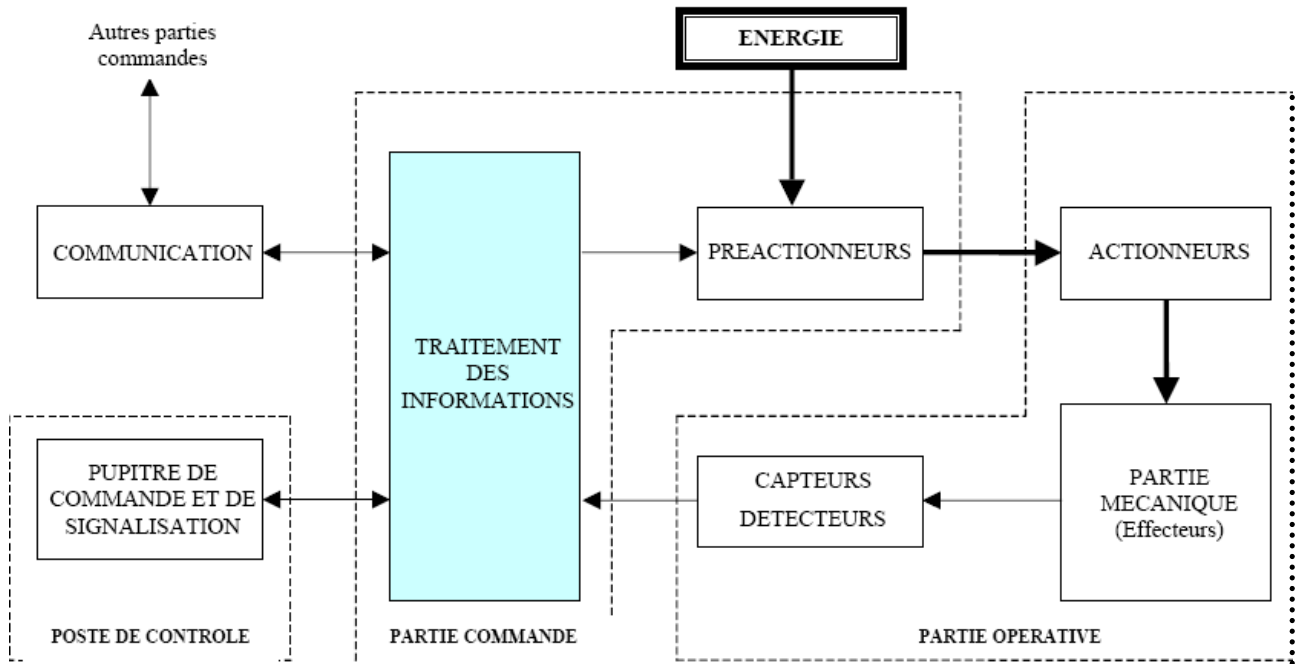 Autres parties
commandes
ENERGIE
COMMUNICATION
PREACTIONNEURS
ACTIONNEURS
TRAITEMENT
DES
INFORMATIONS
PUPITRE DE
COMMANDE ET DE
SIGNALISATION
CAPTEURS
DETECTEURS
PARTIE
MECANIQUE
(Effecteurs)
POSTE DE CONTROLE
PARTIE COMMANDE
PARTIE OPERATIVE